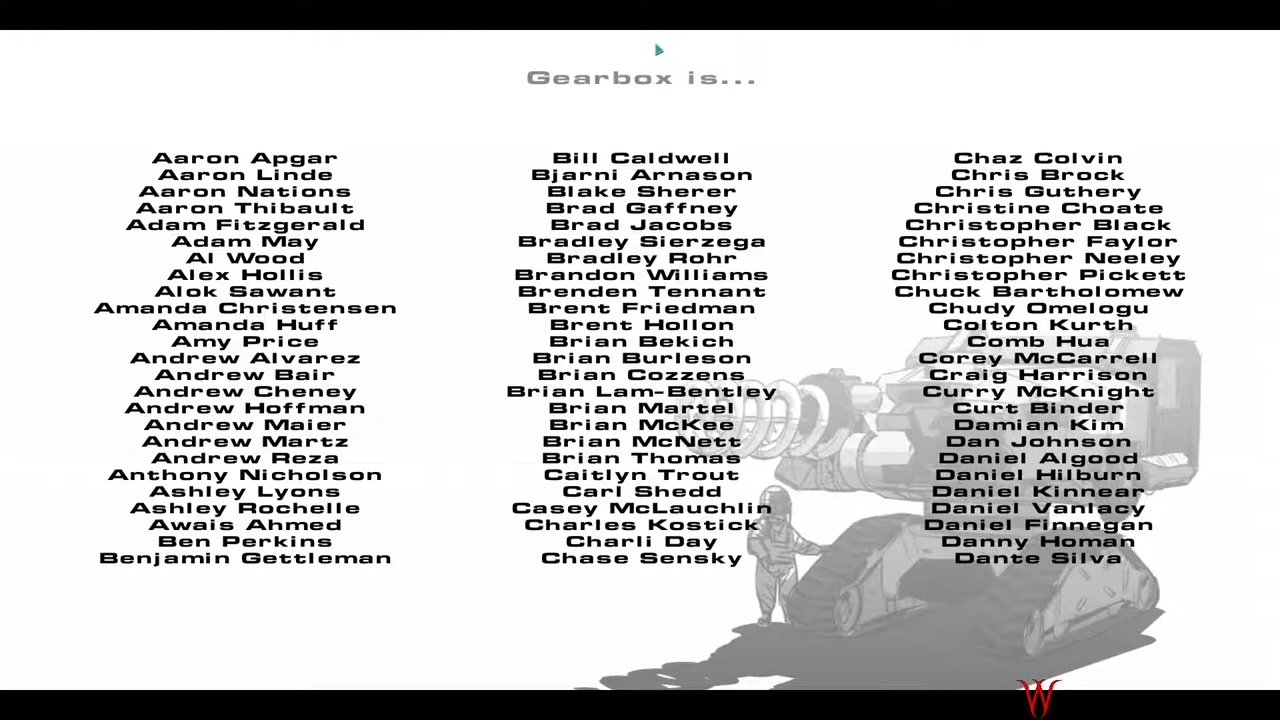 Gearbox is...
Aaron Apgar
Aaron Linde
Aaron Nations
Aaron Thibault
Adam Fitzgerald
Adam May
Al Wood
Alex Hollis
Alok Sawant
Amanda Christensen
Amanda Huff
Amy Price
Andrew Alvarez
Andrew Bair
Andrew Cheney
Andrew Hoffman
Andrew Maier
Andrew Martz
Andrew Reza
Anthony Nicholson
Ashley Lyons
Ashley Rochelle
Awais Ahmed
Ben Perkins
Benjamin Gettleman
Bill Caldwell
Bjarni Arnason
Blake Sherer
Brad Gaffney
Brad Jacobs
Bradley Sierzega
Bradley Rohr
Brandon Williams
Brenden Tennant
Brent Friedman
Brent Hollon
Brian Bekich
Brian Burleson
Brian Cozzens
Brian Lam-Bentley
Brian Martel
Brian McKee
Brian McNett
Brian Thomas
Caitlyn Trout
Carl Shedd
Casey McLauchlin
Charles Kostick
Charli Day
Chase Sensky
Chaz Colvin
Chris Brock
Chris Guthery
Christine Choate
Christopher Black
Christopher Faylor
Christopher Neeley
Christopher Pickett
Chuck Bartholomew
Chudy Omelogu
Colton Kurth
Comb Hua
Corey McCarrell
Craig Harrison
Curry McKnight
Curt Binder
Damian Kim
Dan Johnson
Daniel Algood
Daniel Hilburn
Daniel Kinnear
Daniel Vanlacy
Daniel Finnegan
Danny Homan
Dante Silva
W